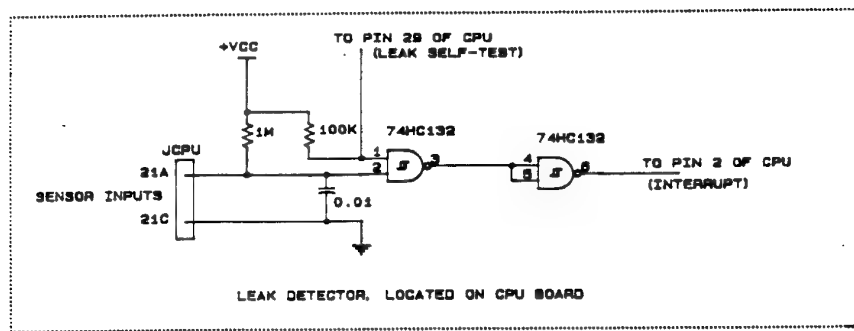 TO PIN 29 OF CPU
(LEAK SELF-TEST)
+VCC
1M
100K
74HC132
74HC132
JCPU
1
2
3
4
5
6
21A
TO PIN 2 OF CPU
(INTERRUPT)
SENSOR INPUTS
0.01
21C
LEAK DETECTOR, LOCATED ON CPU BOARD